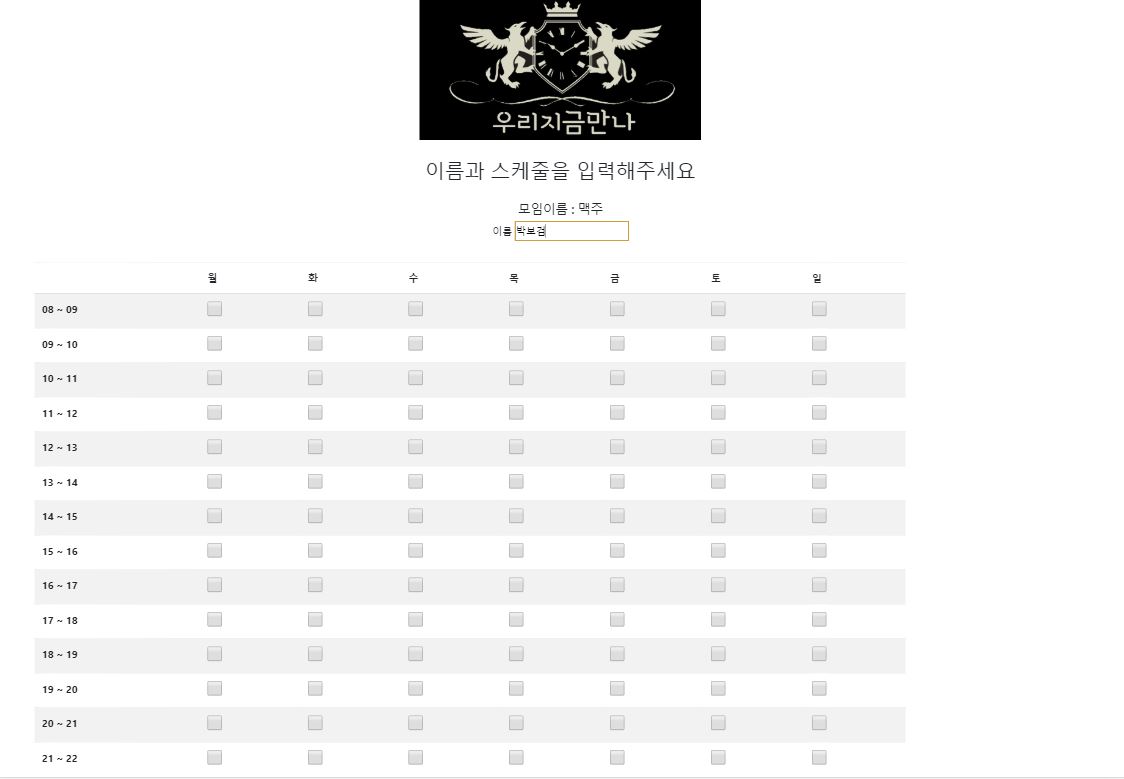 우리지금만나
이름과 스케줄을 입력해주세요
모임이름 : 맥주
이름 박보검
월 화 수 목 금 토 일
08 ~ 09
09 ~ 10
10 ~ 11
11 ~ 12
12 ~ 13
13 ~ 14
14 ~ 15
15 ~ 16
16 ~ 17
17 ~ 18
18 ~ 19
19 ~ 20
20 ~ 21
21 ~ 22